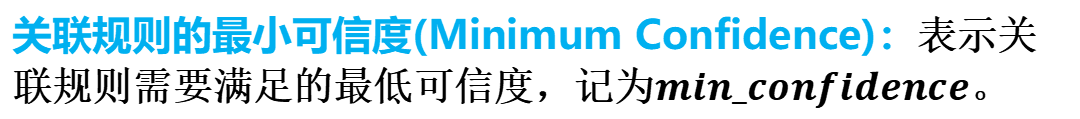 关联规则的最小可信度(Minimum Confidence)：表示关
联规则需要满足的最低可信度，记为min_confidence。